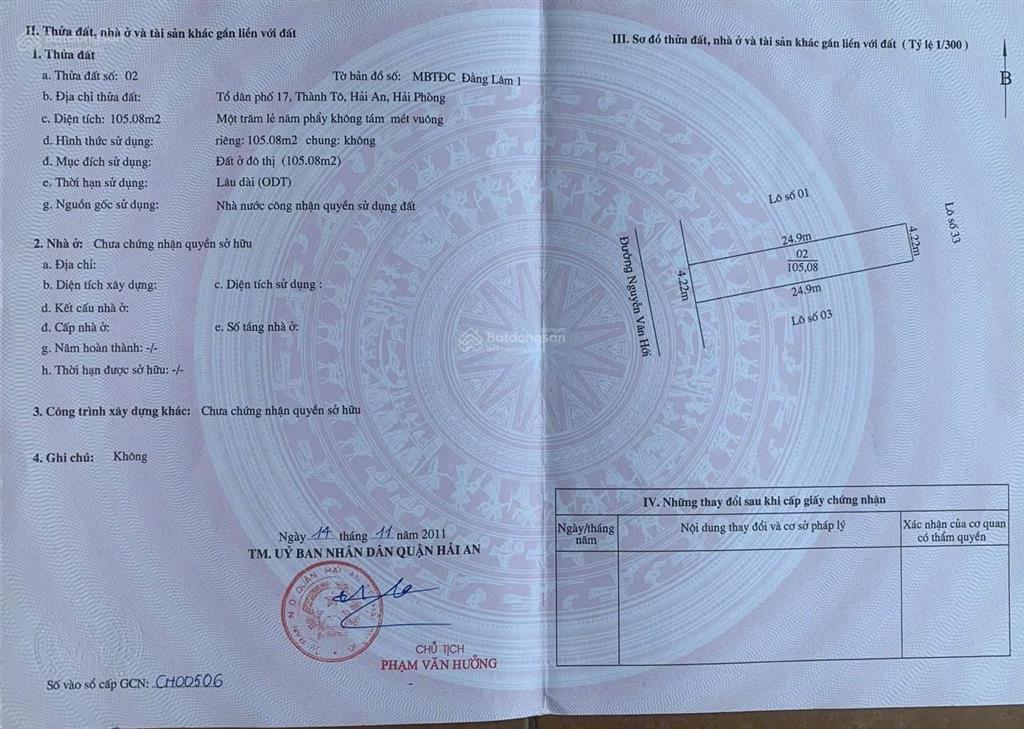 II. Thửa đất, nhà ở và tài sản khác gắn liền với đất
1. Thửa đất
a. Thửa đất số: 02 Tờ bản đồ số: MBTĐC Đằng Lâm 1
b. Địa chỉ thửa đất: Tổ dân phố 17, Thành Tô, Hải An, Hải Phòng
c. Diện tích: 105.08m2 Một trăm lẻ năm phẩy không tám mét vuông
d. Hình thức sử dụng: riêng: 105.08m2 chung: không
đ. Mục đích sử dụng: Đất ở đô thị (105.08m2)
e. Thời hạn sử dụng: Lâu dài (ODT)
g. Nguồn gốc sử dụng: Nhà nước công nhận quyền sử dụng đất
2. Nhà ở: Chưa chứng nhận quyền sở hữu
a. Địa chỉ:
b. Diện tích xây dựng: c. Diện tích sử dụng :
d. Kết cấu nhà ở:
đ. Cấp nhà ở: e. Số tầng nhà ở:
g. Năm hoàn thành: -/-
h. Thời hạn được sở hữu: -/-
3. Công trình xây dựng khác: Chưa chứng nhận quyền sở hữu
4. Ghi chú: Không
Ngày 14 tháng 11 năm 2011
TM. UỶ BAN NHÂN DÂN QUẬN HẢI AN
CHỦ TỊCH
PHẠM VĂN HƯỞNG
Số vào sổ cấp GCN: CH00506
III. Sơ đồ thửa đất, nhà ở và tài sản khác gắn liền với đất ( Tỷ lệ 1/300 )
B
Lô số 01
Lô số 33
24.9m
4.22m
02
105,08
4.22m
24.9m
Lô số 03
Đường Nguyễn Văn Hới
Batdongsan
IV. Những thay đổi sau khi cấp giấy chứng nhận
Ngày/tháng năm
Nội dung thay đổi và cơ sở pháp lý
Xác nhận của cơ quan có thẩm quyền